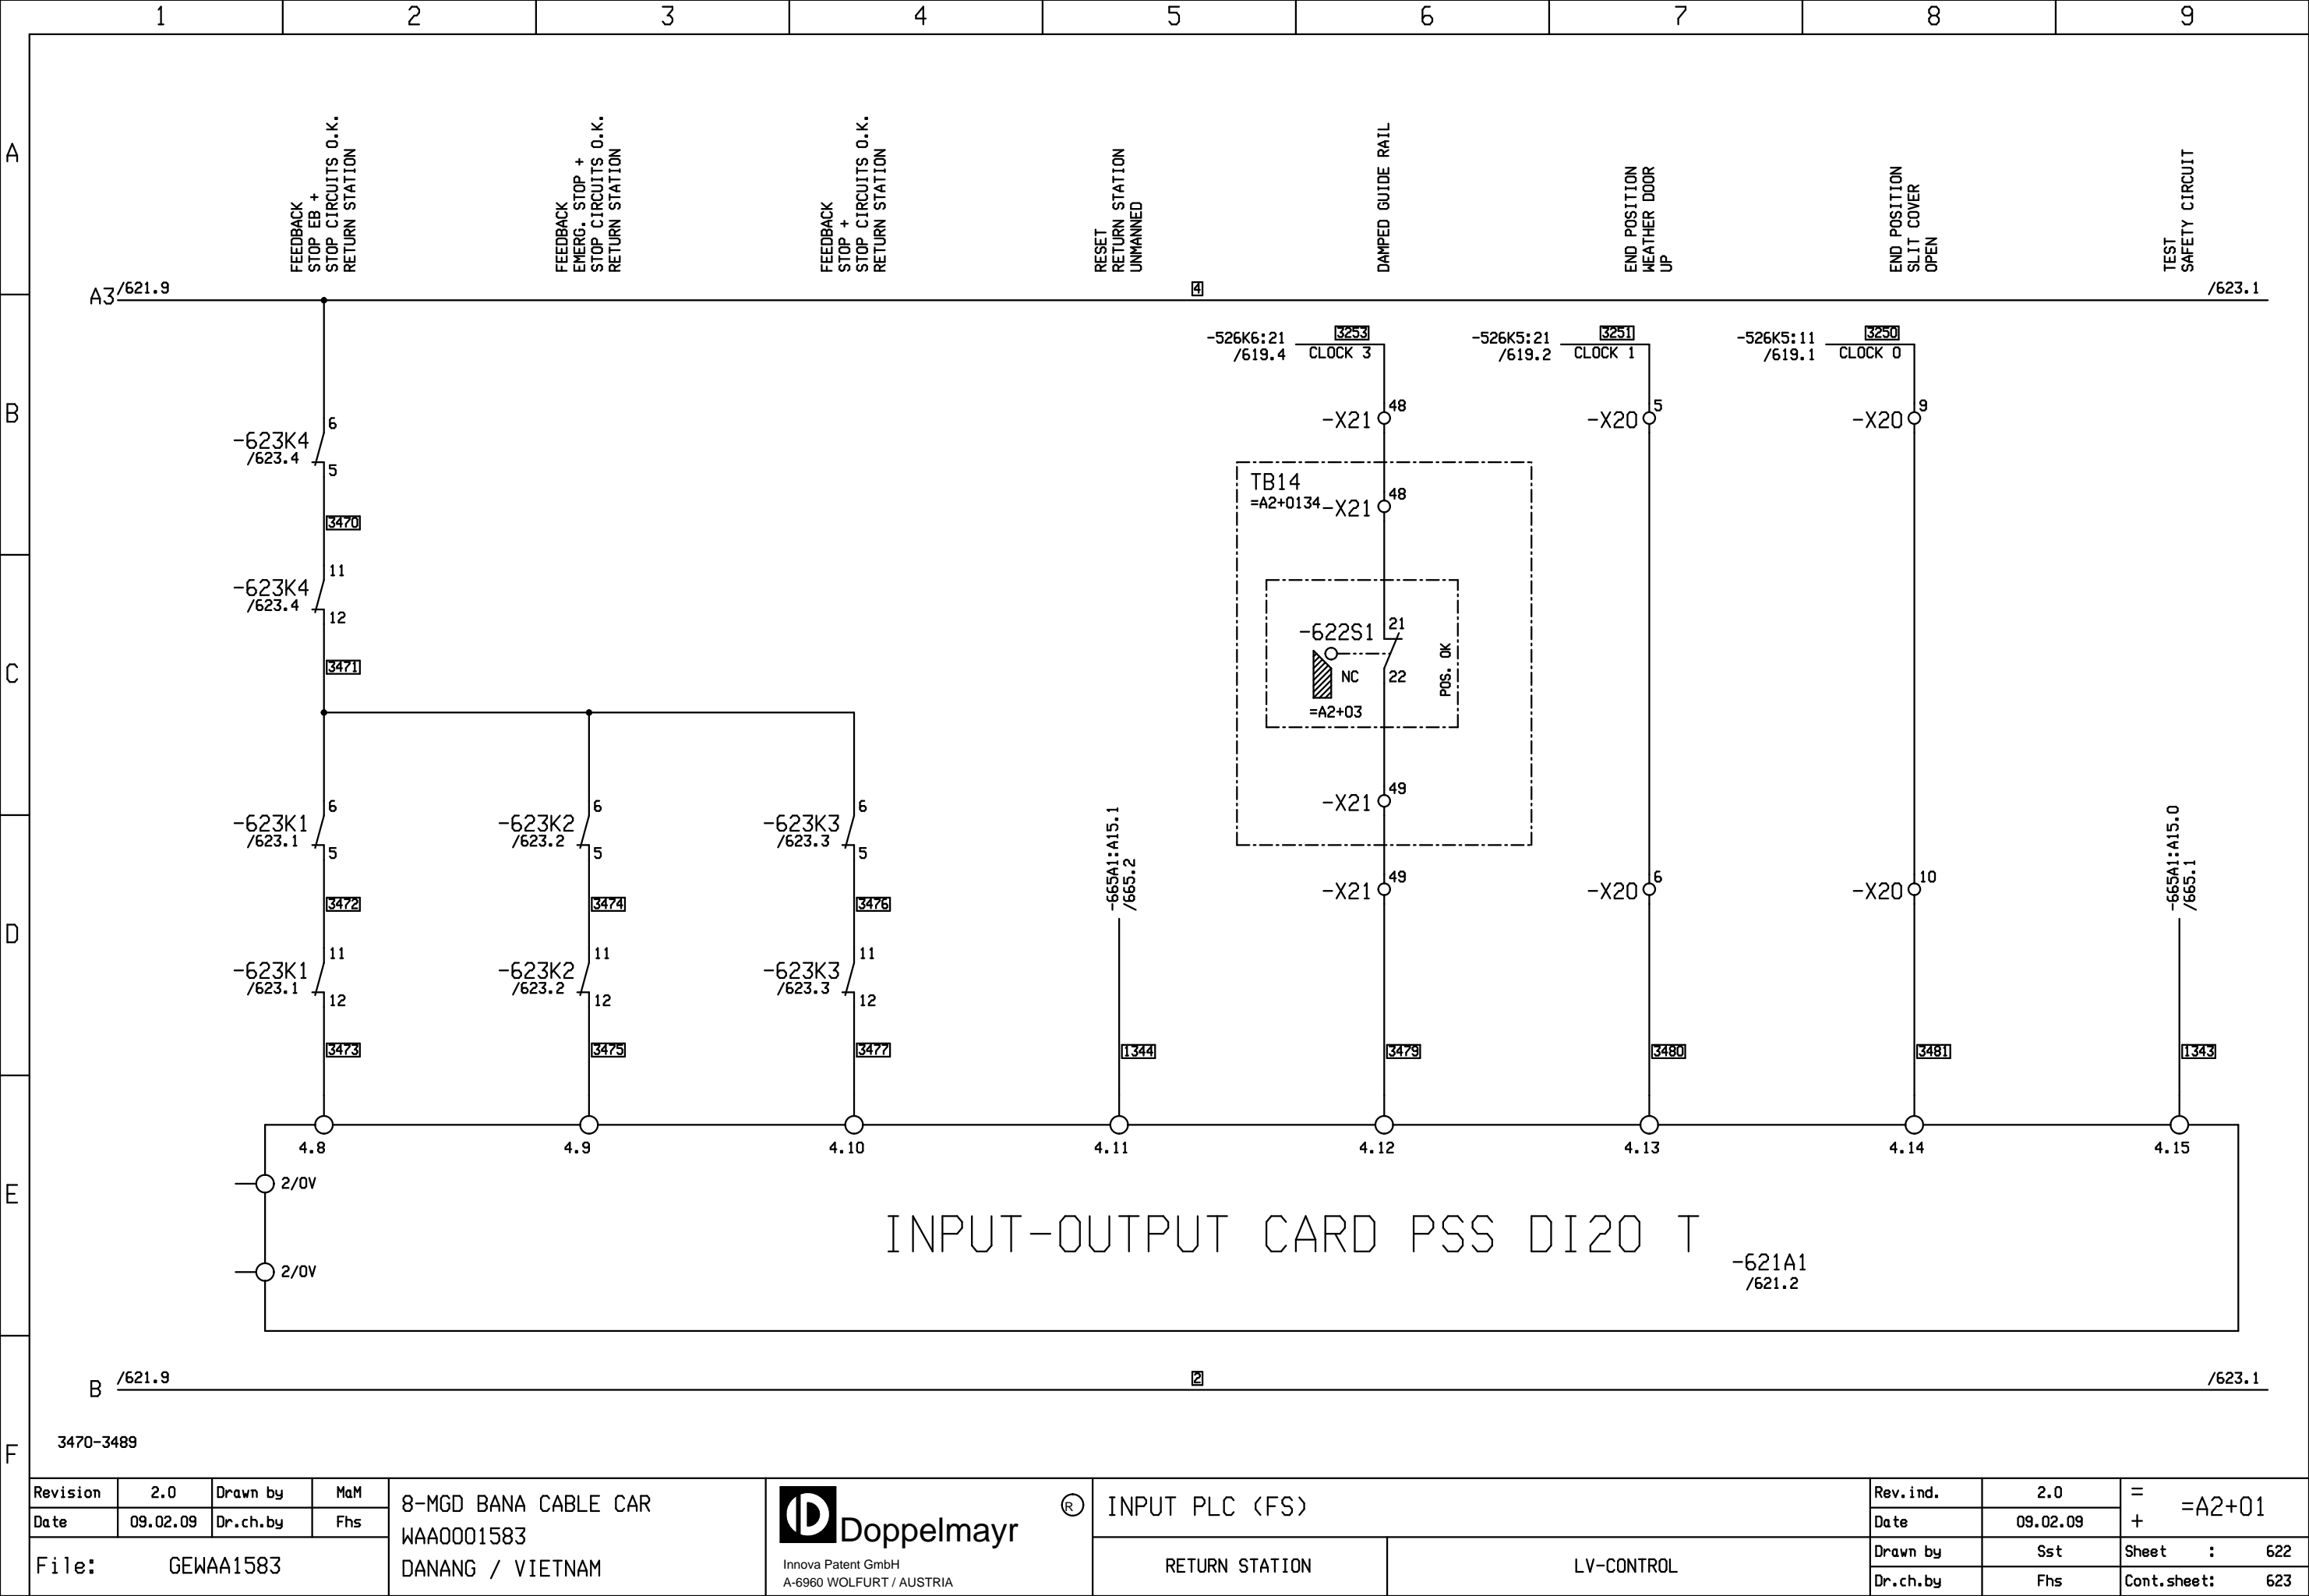 1 2 3 4 5 6 7 8 9
A
B
C
D
E
F
FEEDBACK
STOP EB +
STOP CIRCUITS O.K.
RETURN STATION
FEEDBACK
EMERG. STOP +
STOP CIRCUITS O.K.
RETURN STATION
FEEDBACK
STOP +
STOP CIRCUITS O.K.
RETURN STATION
RESET
RETURN STATION
UNMANNED
DAMPED GUIDE RAIL
END POSITION
WEATHER DOOR
UP
END POSITION
SLIT COVER
OPEN
TEST
SAFETY CIRCUIT
A3 /621.9
4
/623.1
-623K4
/623.4
6
5
3470
-623K4
/623.4
11
12
3471
-623K1
/623.1
6
5
3472
-623K1
/623.1
11
12
3473
-623K2
/623.2
6
5
3474
-623K2
/623.2
11
12
3475
-623K3
/623.3
6
5
3476
-623K3
/623.3
11
12
3477
-665A1:A15.1
/665.2
1344
-526K6:21
/619.4
3253
CLOCK 3
-X21 48
TB14
=A2+0134
-X21 48
-622S1
21
22
NC
POS. OK
=A2+03
-X21 49
-X21 49
3479
-526K5:21
/619.2
3251
CLOCK 1
-X20 5
-X20 6
3480
-526K5:11
/619.1
3250
CLOCK 0
-X20 9
-X20 10
3481
-665A1:A15.0
/665.1
1343
4.8 4.9 4.10 4.11 4.12 4.13 4.14 4.15
2/0V
2/0V
INPUT-OUTPUT CARD PSS DI20 T
-621A1
/621.2
B /621.9
2
/623.1
3470-3489
Revision 2.0 Drawn by MaM
Date 09.02.09 Dr.ch.by Fhs
File: GEWAA1583
8-MGD BANA CABLE CAR
WAA0001583
DANANG / VIETNAM
Doppelmayr
®
Innova Patent GmbH
A-6960 WOLFURT / AUSTRIA
INPUT PLC (FS)
RETURN STATION
LV-CONTROL
Rev.ind. 2.0
Date 09.02.09
Drawn by Sst
Dr.ch.by Fhs
=
+
=A2+01
Sheet : 622
Cont.sheet: 623